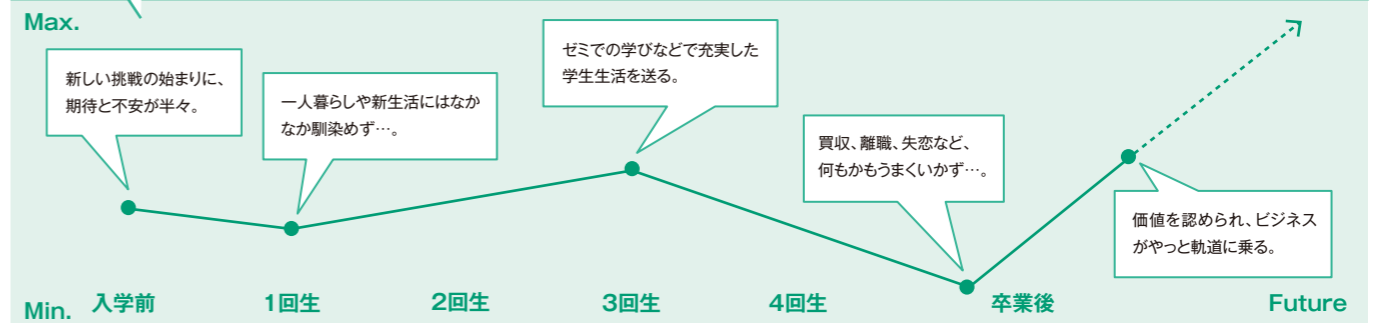 Max.
新しい挑戦の始まりに、
期待と不安が半々。
一人暮らしや新生活にはなか
なか馴染めず…。
ゼミでの学びなどで充実した
学生生活を送る。
買収、離職、失恋など、
何もかもうまくいかず…。
価値を認められ、ビジネス
がやっと軌道に乗る。
Min.
入学前
1回生
2回生
3回生
4回生
卒業後
Future